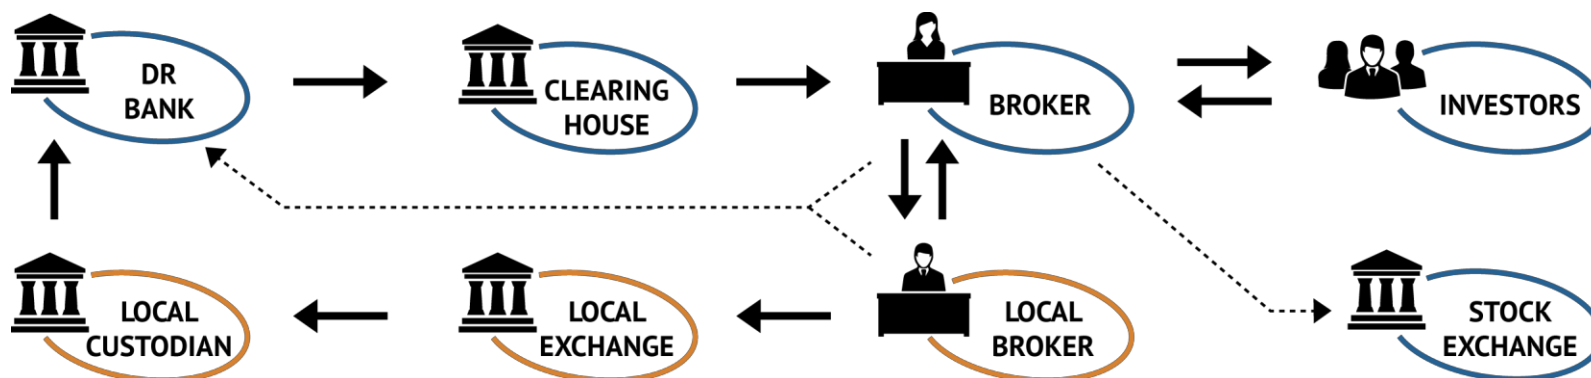 DR
BANK
CLEARING
HOUSE
BROKER
INVESTORS
LOCAL
CUSTODIAN
LOCAL
EXCHANGE
LOCAL
BROKER
STOCK
EXCHANGE